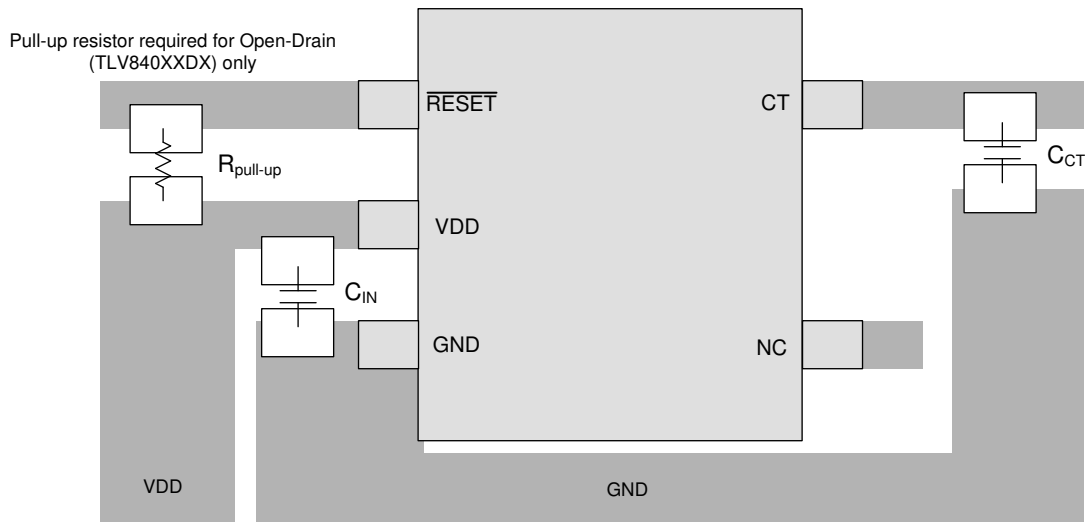 Pull-up resistor required for Open-Drain
(TLV840XXDX) only
RESET
CT
Rpull-up
CCT
VDD
CIN
GND
NC
VDD
GND